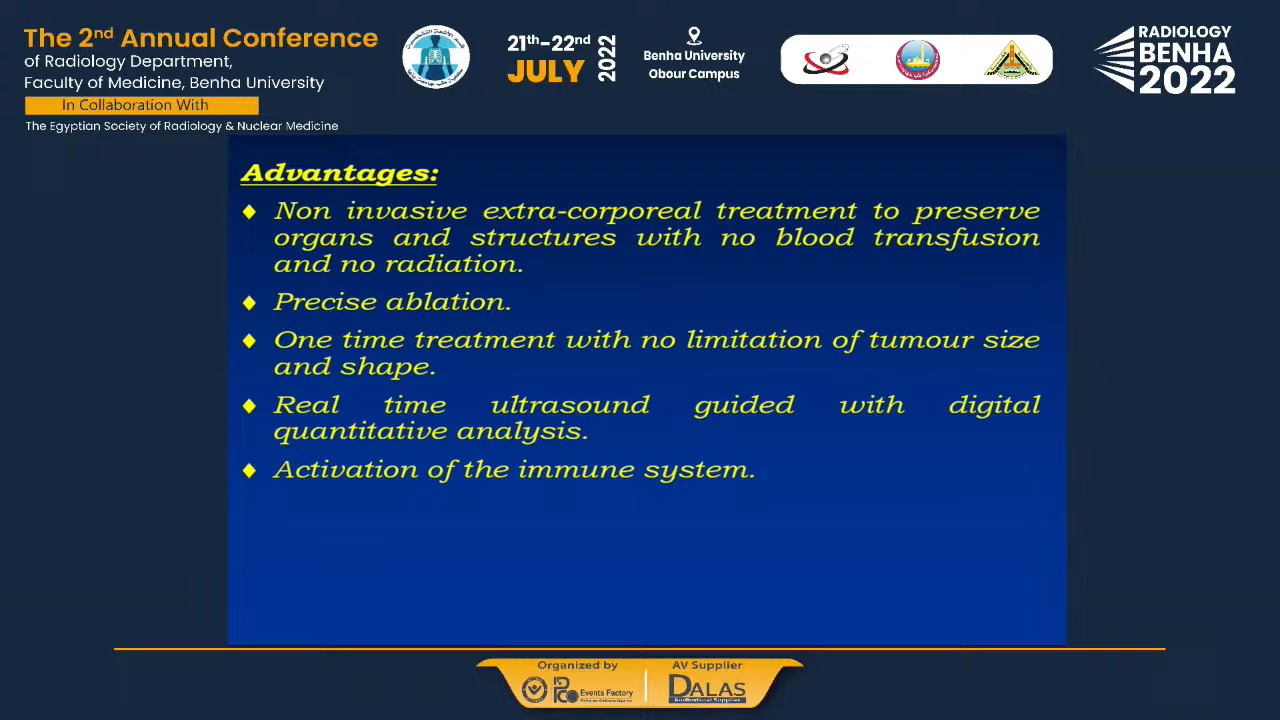 The 2nd Annual Conference
of Radiology Department,
Faculty of Medicine, Benha University
In Collaboration With
The Egyptian Society of Radiology & Nuclear Medicine
21th-22nd
JULY
2022
Benha University
Obour Campus
RADIOLOGY
BENHA
2022
Advantages:
♦ Non invasive extra-corporeal treatment to preserve
organs and structures with no blood transfusion
and no radiation.
♦ Precise ablation.
♦ One time treatment with no limitation of tumour size
and shape.
♦ Real time ultrasound guided with digital
quantitative analysis.
♦ Activation of the immune system.
Organized by
Events Factory
AV Supplier
DALAS
Audiovisual Supplier